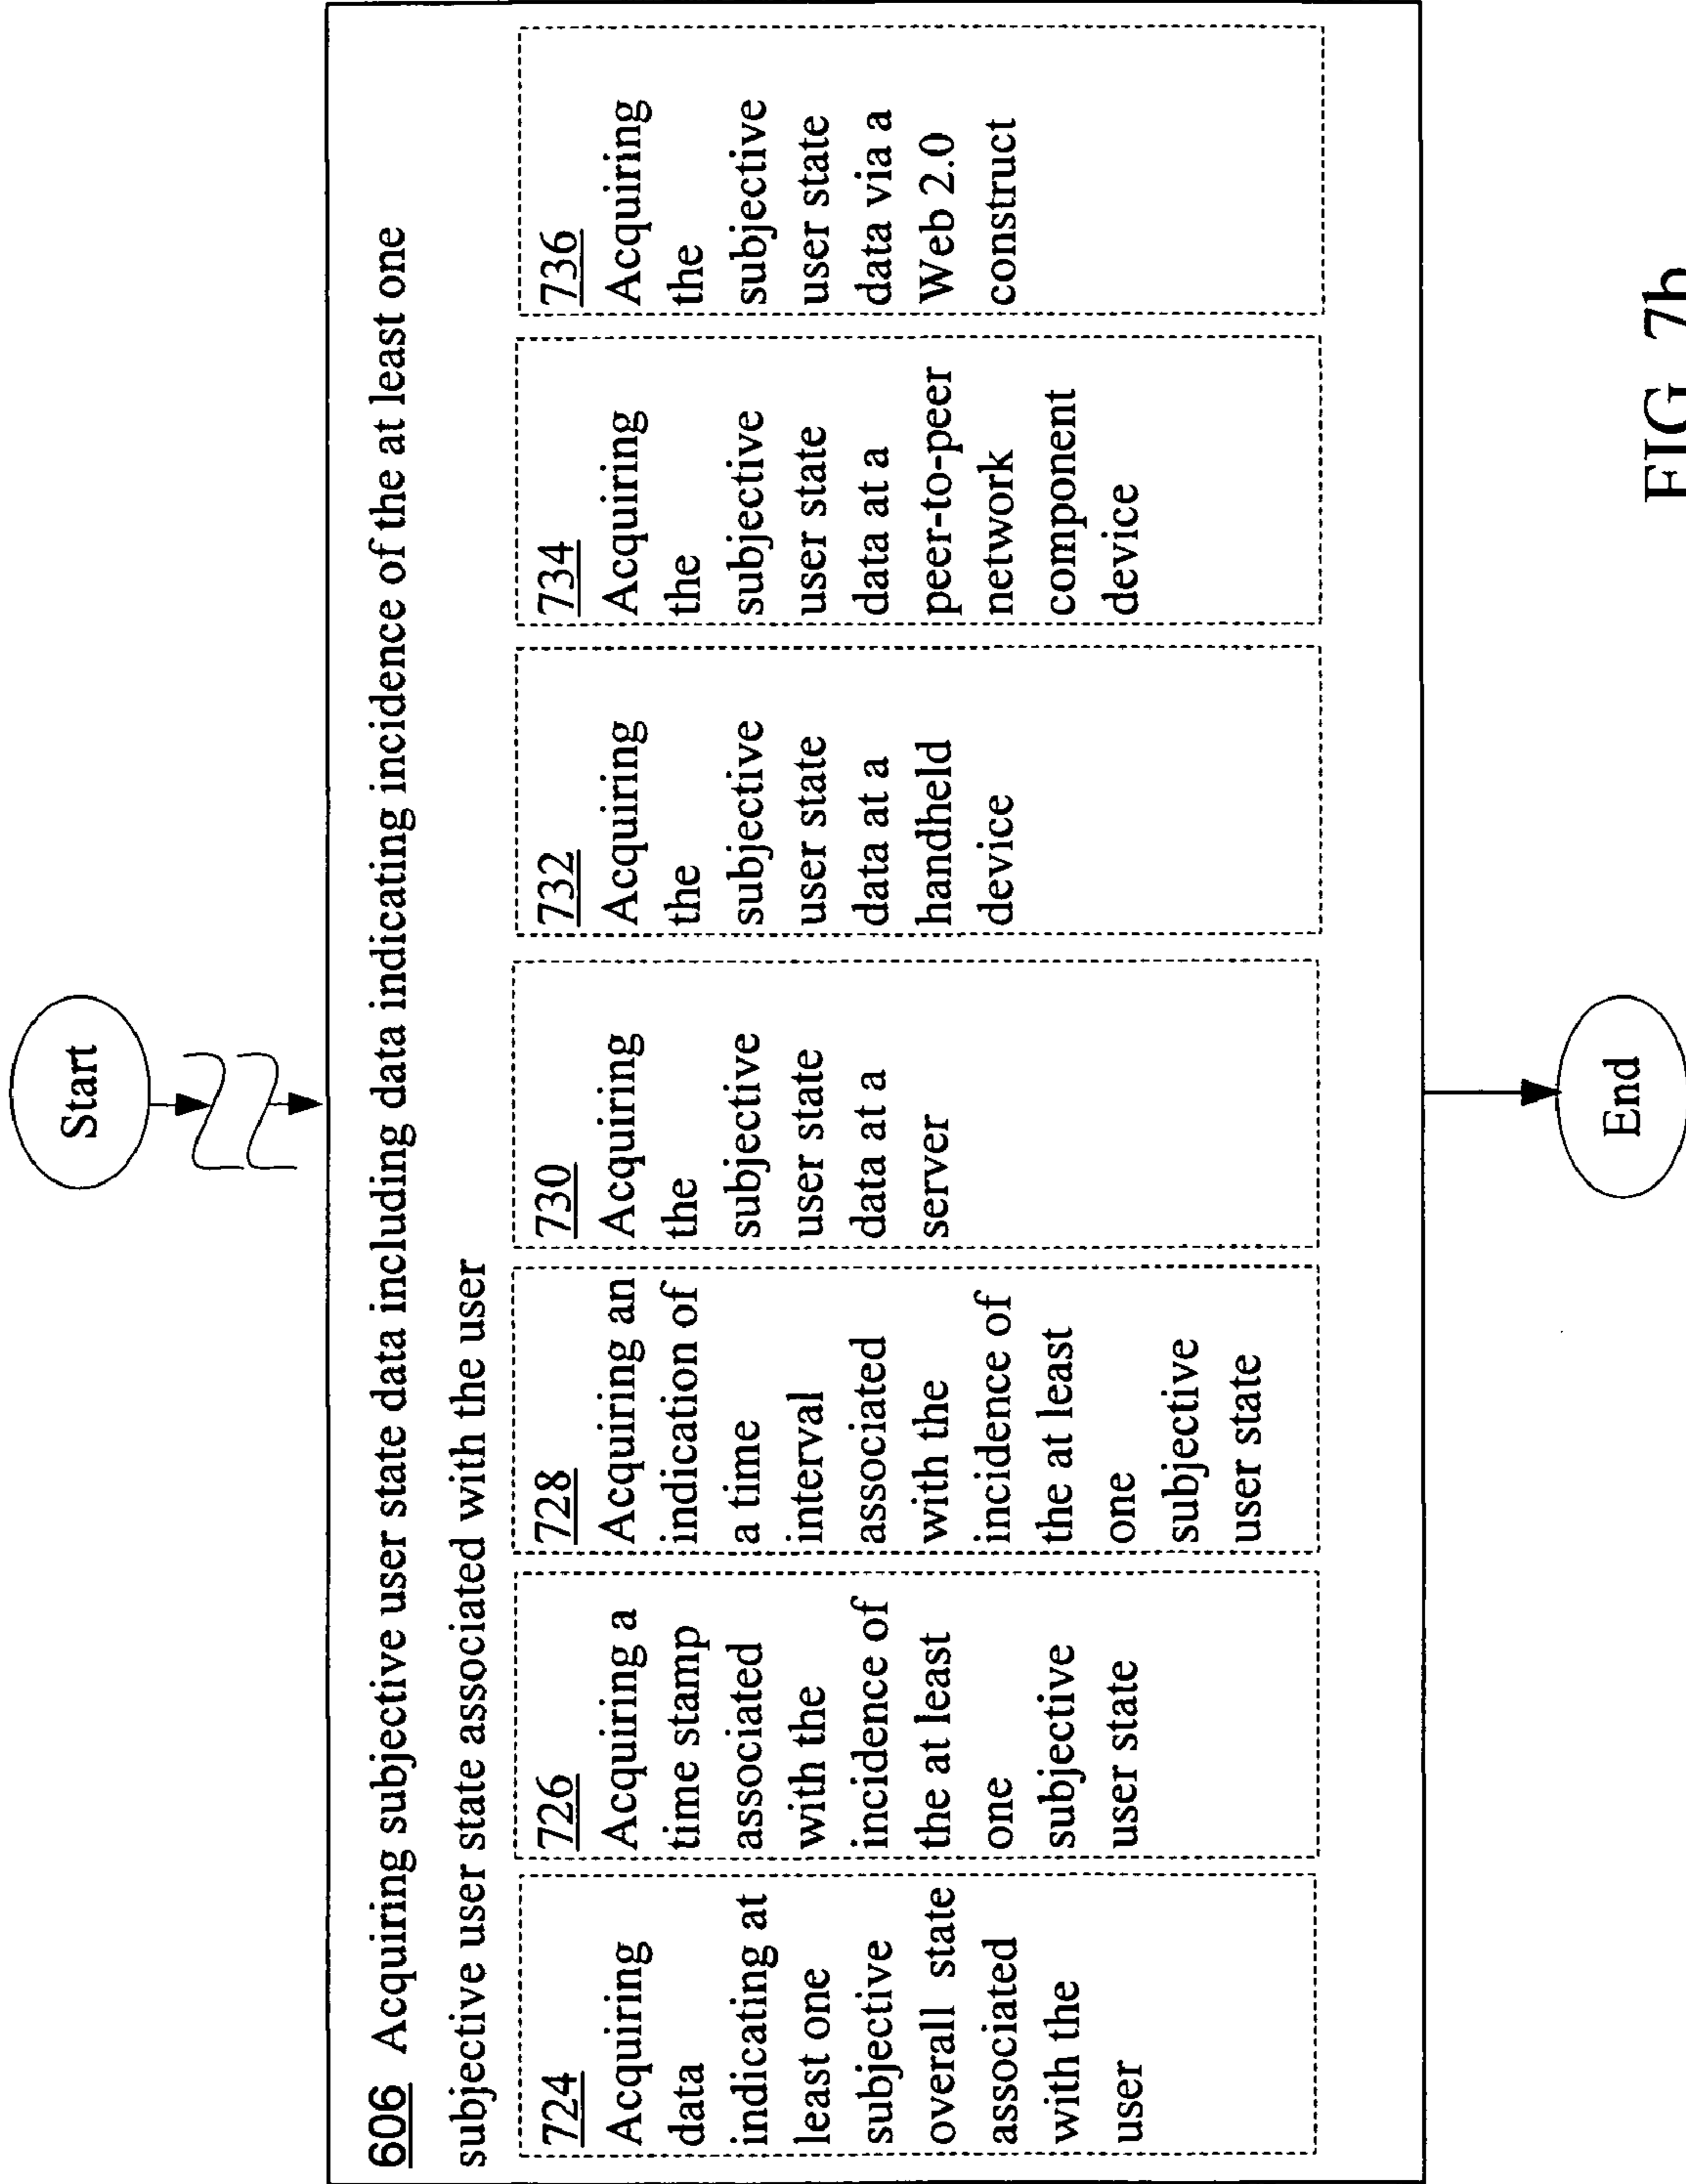 Start
606 Acquiring subjective user state data including data indicating incidence of the at least one
subjective user state associated with the user
724
Acquiring
data
indicating at
least one
subjective
overall state
associated
with the
user
726
Acquiring a
time stamp
associated
with the
incidence of
the at least
one
subjective
user state
728
Acquiring an
indication of
a time
interval
associated
with the
incidence of
the at least
one
subjective
user state
730
Acquiring
the
subjective
user state
data at a
server
732
Acquiring
the
subjective
user state
data at a
handheld
device
734
Acquiring
the
subjective
user state
data at a
peer-to-peer
network
component
device
736
Acquiring
the
subjective
user state
data via a
Web 2.0
construct
End
FIG. 7b